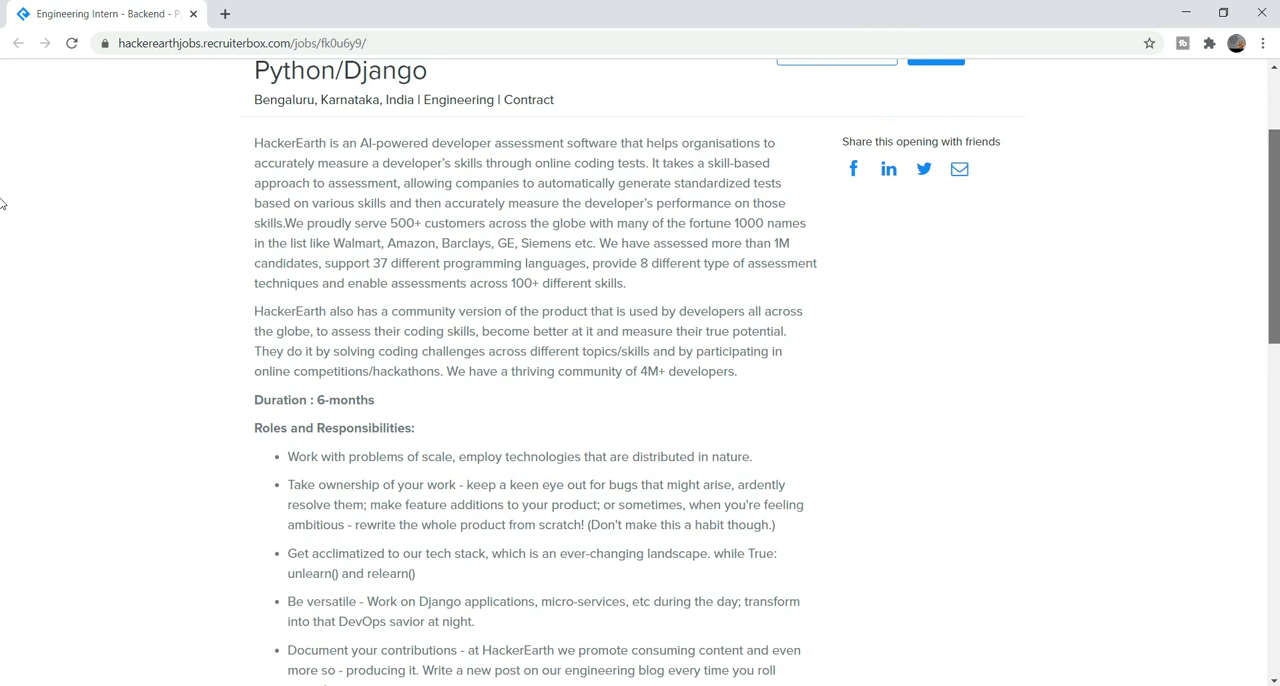 Engineering Intern - Backend - P
hackerearthjobs.recruiterbox.com/jobs/fk0u6y9/
Python/Django
Bengaluru, Karnataka, India | Engineering | Contract
HackerEarth is an AI-powered developer assessment software that helps organisations to
accurately measure a developer's skills through online coding tests. It takes a skill-based
approach to assessment, allowing companies to automatically generate standardized tests
based on various skills and then accurately measure the developer's performance on those
skills.We proudly serve 500+ customers across the globe with many of the fortune 1000 names
in the list like Walmart, Amazon, Barclays, GE, Siemens etc. We have assessed more than 1M
candidates, support 37 different programming languages, provide 8 different type of assessment
techniques and enable assessments across 100+ different skills.
HackerEarth also has a community version of the product that is used by developers all across
the globe, to assess their coding skills, become better at it and measure their true potential.
They do it by solving coding challenges across different topics/skills and by participating in
online competitions/hackathons. We have a thriving community of 4M+ developers.
Duration : 6-months
Roles and Responsibilities:
• Work with problems of scale, employ technologies that are distributed in nature.
• Take ownership of your work - keep a keen eye out for bugs that might arise, ardently
resolve them; make feature additions to your product; or sometimes, when you're feeling
ambitious - rewrite the whole product from scratch! (Don't make this a habit though.)
• Get acclimatized to our tech stack, which is an ever-changing landscape. while True:
unlearn() and relearn()
• Be versatile - Work on Django applications, micro-services, etc during the day; transform
into that DevOps savior at night.
• Document your contributions - at HackerEarth we promote consuming content and even
more so - producing it. Write a new post on our engineering blog every time you roll
Share this opening with friends